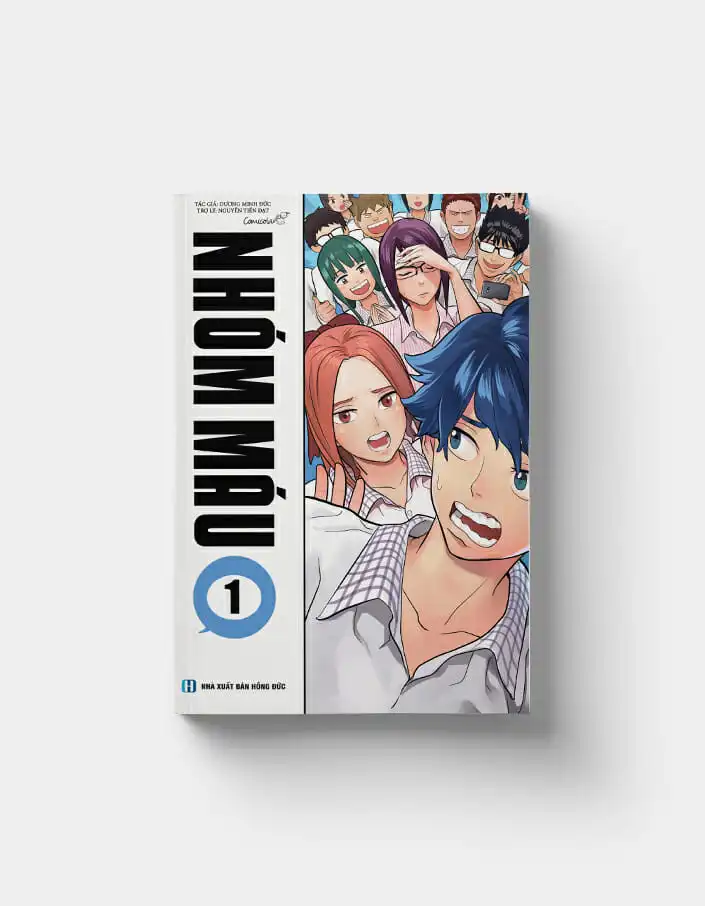 TÁC GIẢ: DƯƠNG MINH ĐỨC
TRỢ LÝ: NGUYỄN TIẾN ĐẠT
Comicola
NHÓM MÁU
1
NHÀ XUẤT BẢN HỒNG ĐỨC